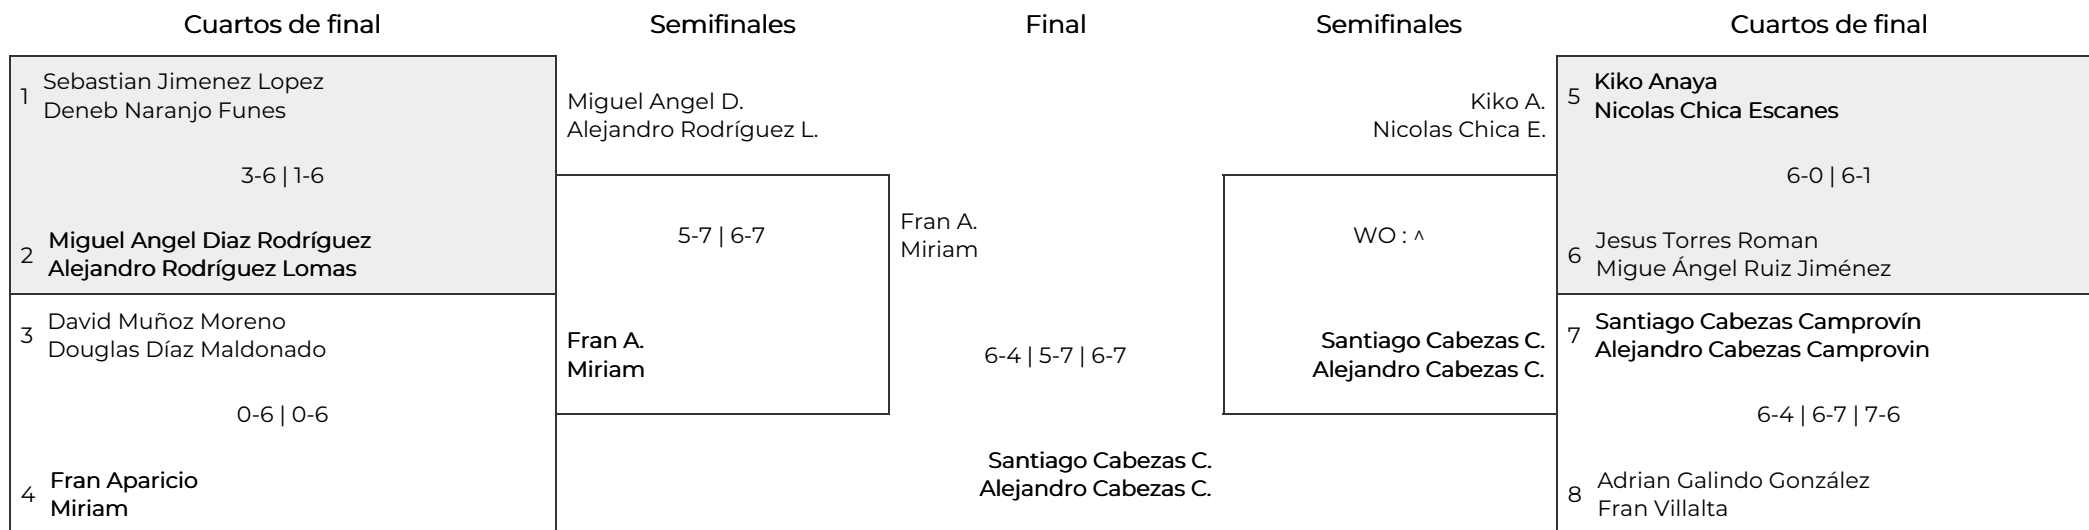 Cuartos de final
Semifinales
Final
Semifinales
Cuartos de final
1
Sebastian Jimenez Lopez
Deneb Naranjo Funes
3-6 | 1-6
2
Miguel Angel Diaz Rodríguez
Alejandro Rodríguez Lomas
3
David Muñoz Moreno
Douglas Díaz Maldonado
0-6 | 0-6
4
Fran Aparicio
Miriam
Miguel Angel D.
Alejandro Rodríguez L.
5-7 | 6-7
Fran A.
Miriam
Fran A.
Miriam
6-4 | 5-7 | 6-7
Santiago Cabezas C.
Alejandro Cabezas C.
Kiko A.
Nicolas Chica E.
WO : ^
Santiago Cabezas C.
Alejandro Cabezas C.
5
Kiko Anaya
Nicolas Chica Escanes
6-0 | 6-1
6
Jesus Torres Roman
Migue Ángel Ruiz Jiménez
7
Santiago Cabezas Camprovín
Alejandro Cabezas Camprovin
6-4 | 6-7 | 7-6
8
Adrian Galindo González
Fran Villalta